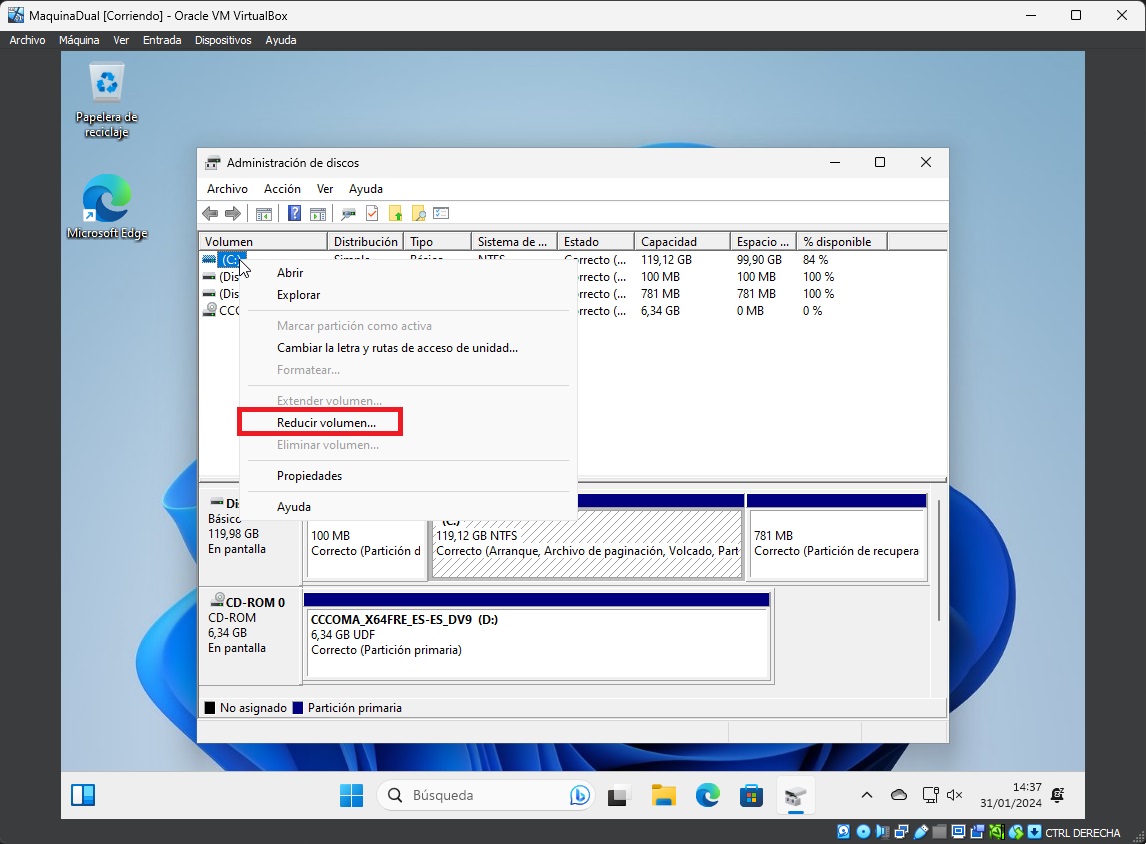 MaquinaDual [Corriendo] - Oracle VM VirtualBox
Archivo Máquina Ver Entrada Dispositivos Ayuda
Papelera de
reciclaje
Microsoft Edge
Administración de discos
Archivo Acción Ver Ayuda
Volumen Distribución Tipo Sistema de ... Estado Capacidad Espacio ... % disponible
(C:) Simple Básico NTFS Correcto (... 119,12 GB 99,90 GB 84 %
(Dis orrecto (... 100 MB 100 MB 100 %
(Dis orrecto (... 781 MB 781 MB 100 %
CCC orrecto (... 6,34 GB 0 MB 0 %
Abrir
Explorar
Marcar partición como activa
Cambiar la letra y rutas de acceso de unidad...
Formatear...
Extender volumen...
Reducir volumen...
Eliminar volumen...
Propiedades
Ayuda
Básico
119,98 GB
En pantalla
100 MB
Correcto (Partición d
(C:)
119,12 GB NTFS
Correcto (Arranque, Archivo de paginación, Volcado, Part
781 MB
Correcto (Partición de recupera
CD-ROM 0
CD-ROM
6,34 GB
En pantalla
CCCOMA_X64FRE_ES-ES_DV9 (D:)
6,34 GB UDF
Correcto (Partición primaria)
No asignado Partición primaria
Búsqueda
14:37
31/01/2024
CTRL DERECHA